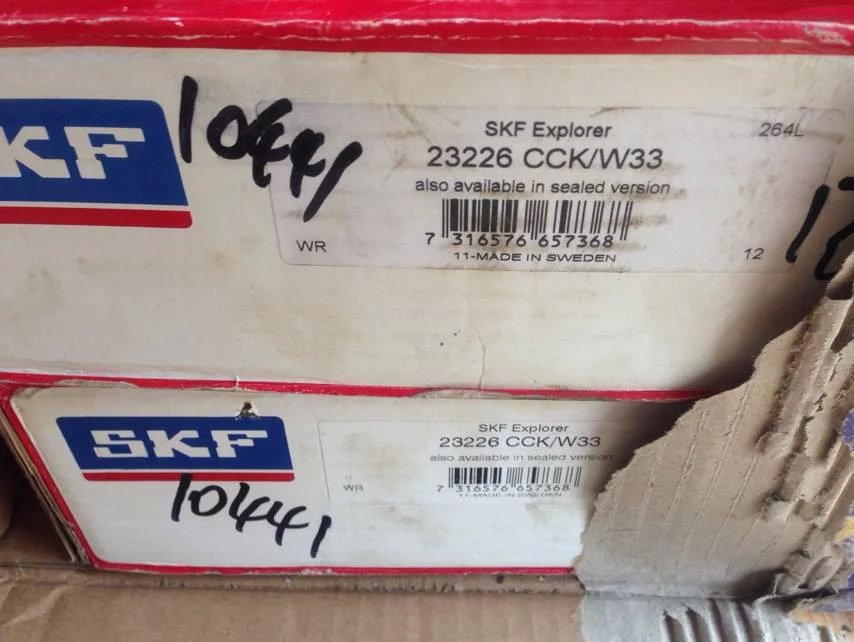 SKF
10441
SKF Explorer
264L
23226 CCK/W33
also available in sealed version
7 316576 657368
WR
11-MADE IN SWEDEN
12
SKF
10441
SKF Explorer
23226 CCK/W33
also available in sealed version
WR
7 316576 657368
11-MADE IN SWEDEN